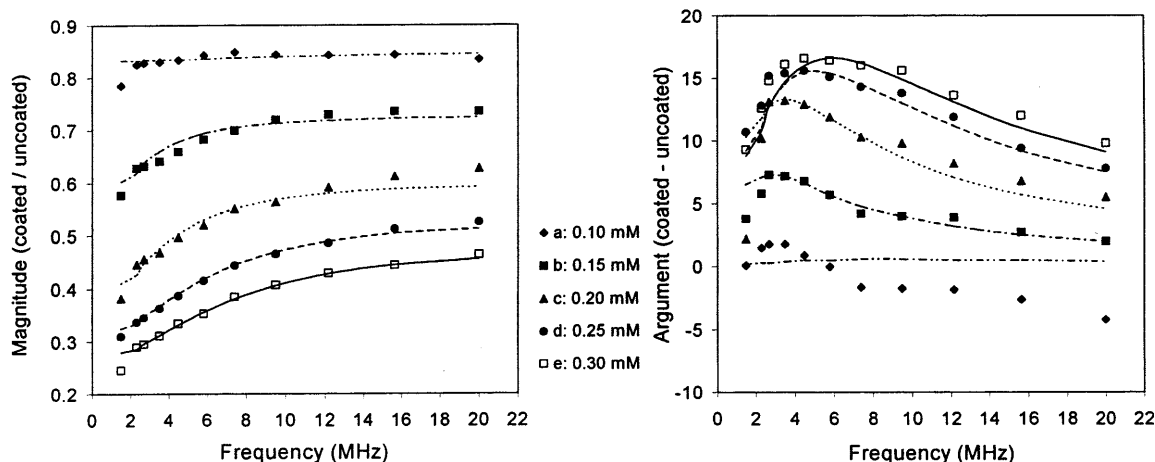 Magnitude (coated / uncoated)
0.9
0.8
0.7
0.6
0.5
0.4
0.3
0.2
0 2 4 6 8 10 12 14 16 18 20 22
Frequency (MHz)
a: 0.10 mM
b: 0.15 mM
c: 0.20 mM
d: 0.25 mM
e: 0.30 mM
Argument (coated - uncoated)
20
15
10
5
0
-5
-10
0 2 4 6 8 10 12 14 16 18 20 22
Frequency (MHz)